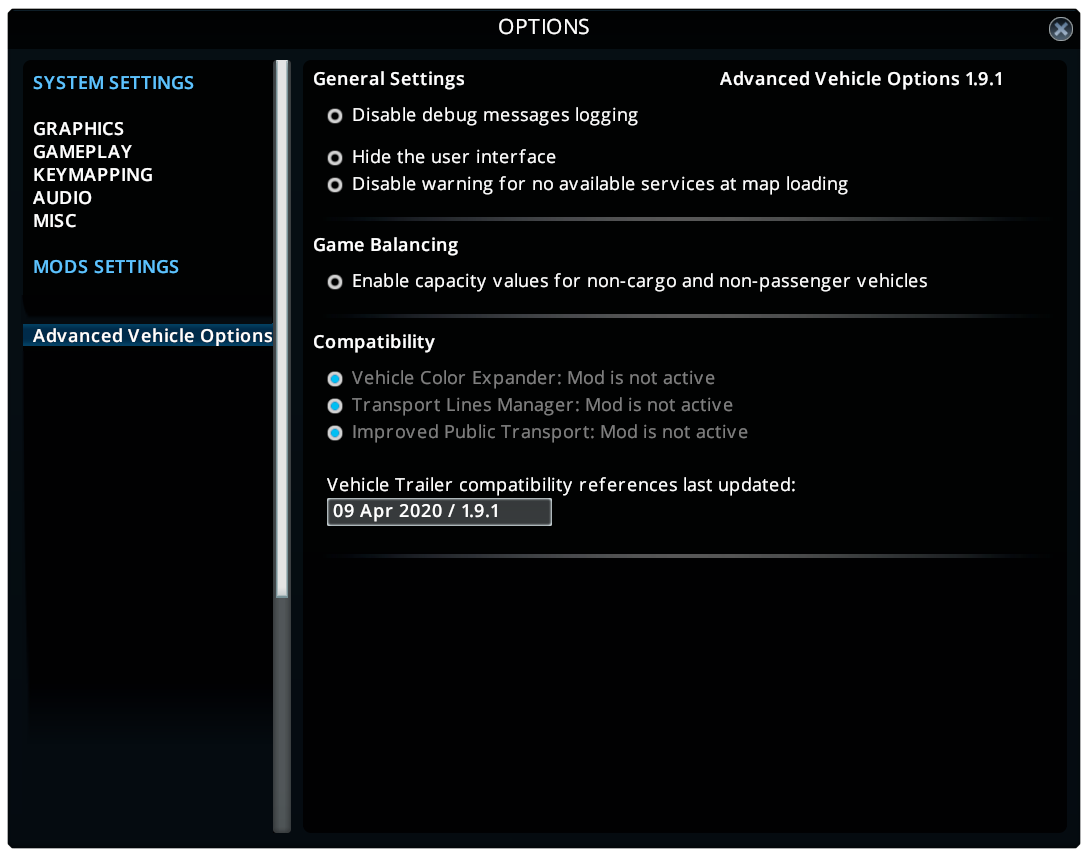 OPTIONS
SYSTEM SETTINGS
GRAPHICS
GAMEPLAY
KEYMAPPING
AUDIO
MISC
MODS SETTINGS
Advanced Vehicle Options
General Settings
Advanced Vehicle Options 1.9.1
Disable debug messages logging
Hide the user interface
Disable warning for no available services at map loading
Game Balancing
Enable capacity values for non-cargo and non-passenger vehicles
Compatibility
Vehicle Color Expander: Mod is not active
Transport Lines Manager: Mod is not active
Improved Public Transport: Mod is not active
Vehicle Trailer compatibility references last updated:
09 Apr 2020 / 1.9.1